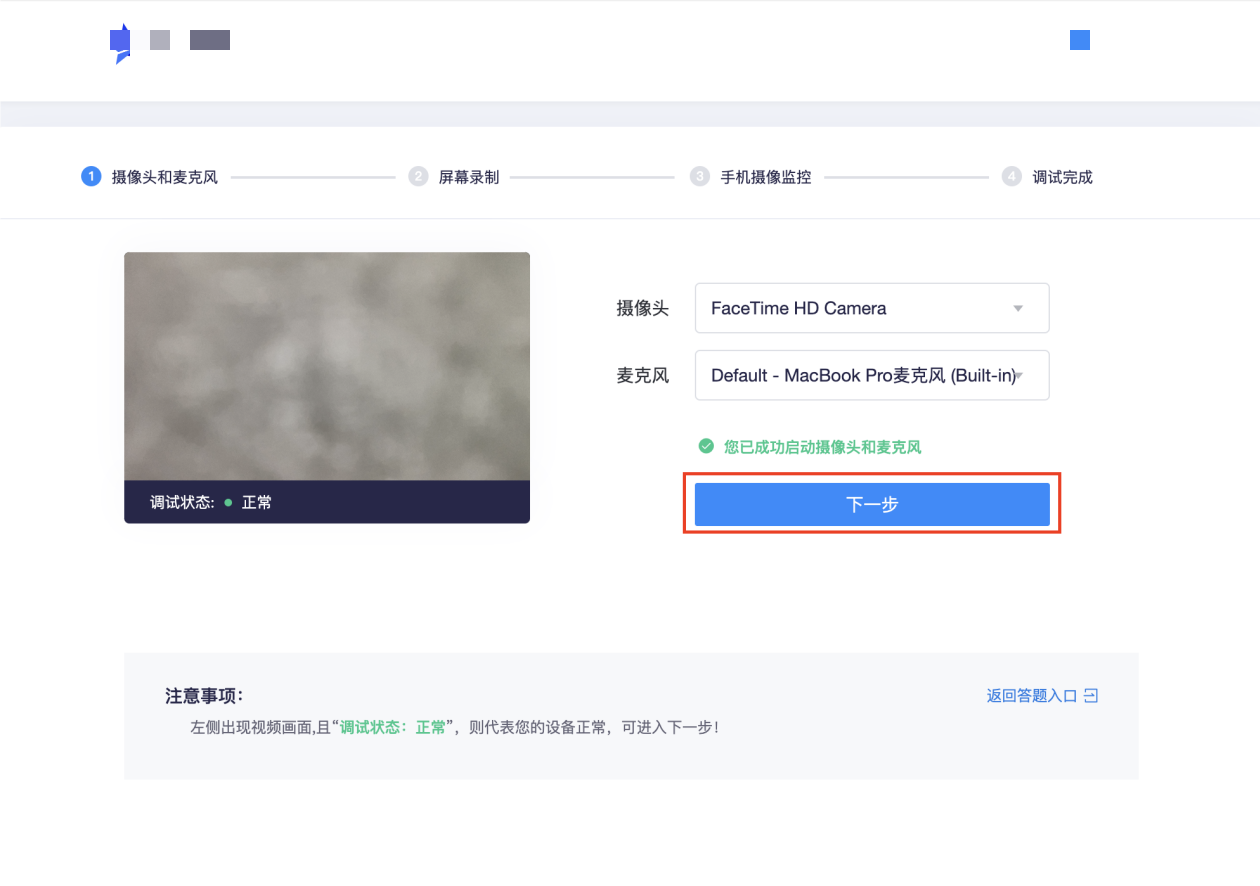 1 摄像头和麦克风 2 屏幕录制 3 手机摄像监控 4 调试完成
摄像头 FaceTime HD Camera
麦克风 Default - MacBook Pro麦克风 (Built-in)
您已成功启动摄像头和麦克风
调试状态: 正常
下一步
注意事项：
返回答题入口
左侧出现视频画面,且“调试状态：正常”，则代表您的设备正常，可进入下一步！